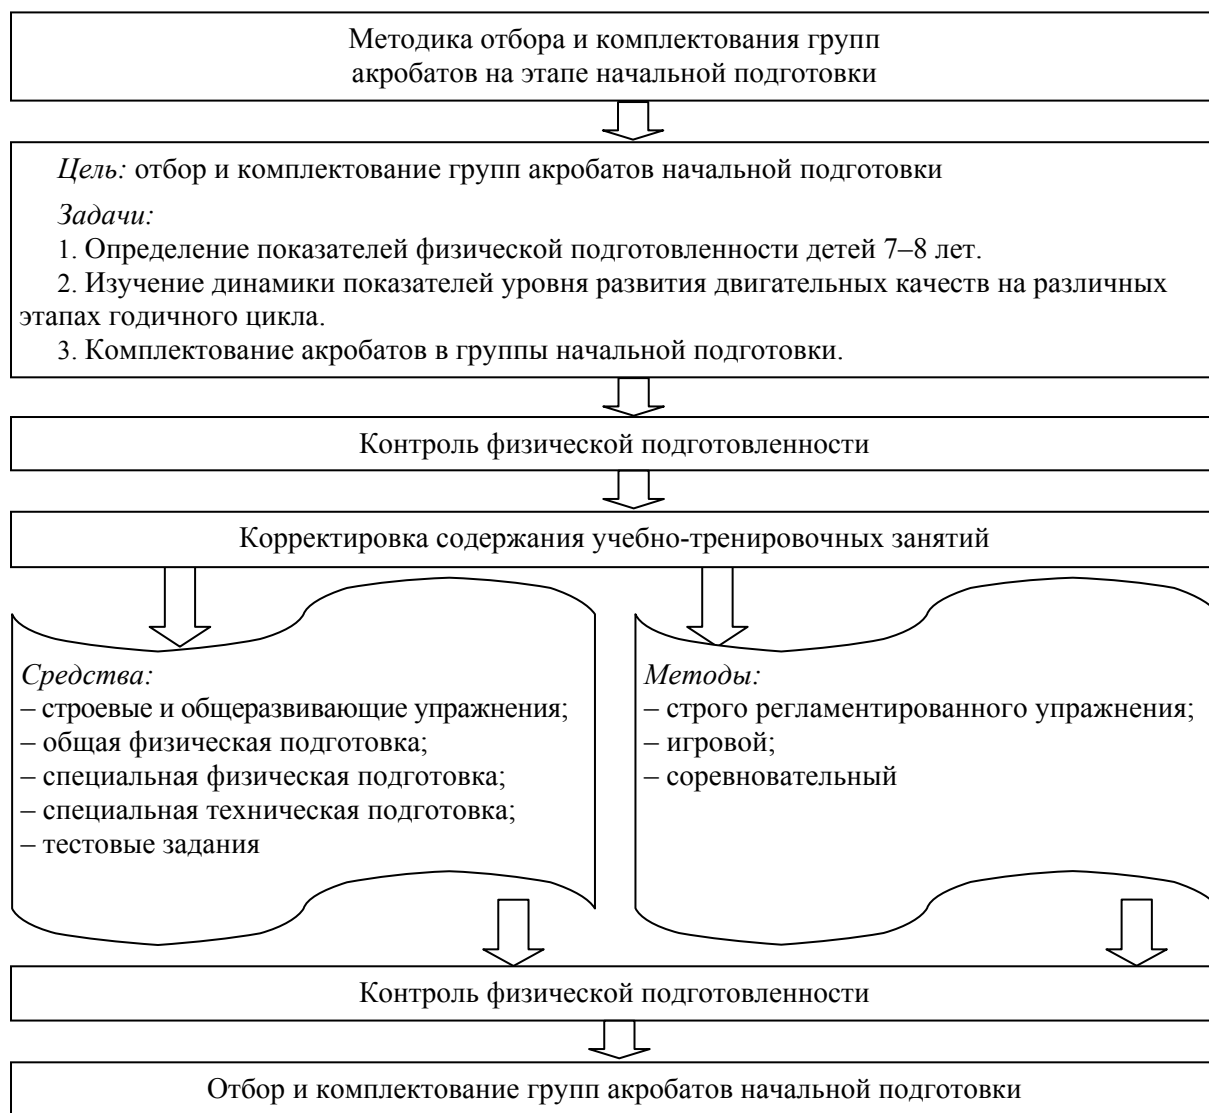 Методика отбора и комплектования групп
акробатов на этапе начальной подготовки
Цель: отбор и комплектование групп акробатов начальной подготовки
Задачи:
1. Определение показателей физической подготовленности детей 7–8 лет.
2. Изучение динамики показателей уровня развития двигательных качеств на различных
этапах годичного цикла.
3. Комплектование акробатов в группы начальной подготовки.
Контроль физической подготовленности
Корректировка содержания учебно-тренировочных занятий
Средства:
– строевые и общеразвивающие упражнения;
– общая физическая подготовка;
– специальная физическая подготовка;
– специальная техническая подготовка;
– тестовые задания
Методы:
– строго регламентированного упражнения;
– игровой;
– соревновательный
Контроль физической подготовленности
Отбор и комплектование групп акробатов начальной подготовки